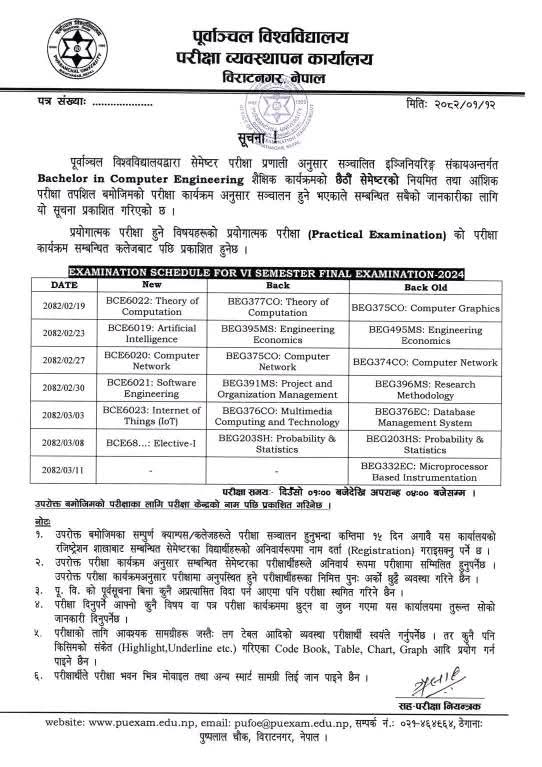 पूर्वाञ्चल विश्वविद्यालय
परीक्षा व्यवस्थापन कार्यालय
विराटनगर, नेपाल
पत्र संख्याः ....................
मितिः २०८२/०१/१२
सूचना !
पूर्वाञ्चल विश्वविद्यालयद्वारा सेमेष्टर परीक्षा प्रणाली अनुसार सञ्चालित इञ्जिनियरिङ्ग संकायअन्तर्गत
Bachelor in Computer Engineering शैक्षिक कार्यक्रमको छैठौं सेमेष्टरको नियमित तथा आंशिक
परीक्षा तपशिल बमोजिमको परीक्षा कार्यक्रम अनुसार सञ्चालन हुने भएकाले सम्बन्धित सबैको जानकारीका लागि
यो सूचना प्रकाशित गरिएको छ ।
प्रयोगात्मक परीक्षा हुने विषयहरूको प्रयोगात्मक परीक्षा (Practical Examination) को परीक्षा
कार्यक्रम सम्बन्धित कलेजबाट पछि प्रकाशित हुनेछ ।
EXAMINATION SCHEDULE FOR VI SEMESTER FINAL EXAMINATION-2024
DATE New Back Back Old
2082/02/19 BCE6022: Theory of Computation BEG377CO: Theory of Computation BEG375CO: Computer Graphics
2082/02/23 BCE6019: Artificial Intelligence BEG395MS: Engineering Economics BEG495MS: Engineering Economics
2082/02/27 BCE6020: Computer Network BEG375CO: Computer Network BEG374CO: Computer Network
2082/02/30 BCE6021: Software Engineering BEG391MS: Project and Organization Management BEG396MS: Research Methodology
2082/03/03 BCE6023: Internet of Things (IoT) BEG376CO: Multimedia Computing and Technology BEG376EC: Database Management System
2082/03/08 BCE68...: Elective-I BEG203SH: Probability & Statistics BEG203HS: Probability & Statistics
2082/03/11 - - BEG332EC: Microprocessor Based Instrumentation
परीक्षा समयः- दिउँसो ०१:०० बजेदेखि अपरान्ह ०४:०० बजेसम्म ।
उपरोक्त बमोजिमको परीक्षाका लागि परीक्षा केन्द्रको नाम पछि प्रकाशित गरिनेछ ।
नोटः
१. उपरोक्त बमोजिमका सम्पुर्ण क्याम्पस/कलेजहरूले परीक्षा सञ्चालन हुनुभन्दा कम्तिमा १५ दिन अगावै यस कार्यालयको
रजिष्ट्रेशन शाखाबाट सम्बन्धित सेमेष्टरका विद्यार्थीहरूको अनिवार्यरूपमा नाम दर्ता (Registration) गराइसक्नु पर्ने छ ।
२. उपरोक्त परीक्षा कार्यक्रम अनुसार सम्बन्धित सेमेष्टरका परीक्षार्थीहरूले अनिवार्य रूपमा परीक्षामा सम्मिलित हुनुपर्नेछ ।
उपरोक्त परीक्षा कार्यक्रमअनुसार परीक्षामा अनुपस्थित हुने परीक्षार्थीहरूका निमित्त पुनः अर्को छुट्टै व्यवस्था गरिने छैन ।
३. पू. वि. को पूर्वसूचना बिना कुनै अप्रत्यासित विदा पर्न आएमा पनि परीक्षा स्थगित गरिने छैन ।
४. परीक्षा दिनुपर्ने आफ्नो कुनै विषय वा पत्र परीक्षा कार्यक्रममा छुट्न वा जुध्न गएमा यस कार्यालयमा तुरून्त सोको
जानकारी दिनुपर्नेछ ।
५. परीक्षाको लागि आवश्यक सामग्रीहरू जस्तैः लग टेबल आदिको व्यवस्था परीक्षार्थी स्वयंले गर्नुपर्नेछ । तर कुनै पनि
किसिमको संकेत (Highlight,Underline etc.) गरिएका Code Book, Table, Chart, Graph आदि प्रयोग गर्न
पाइने छैन ।
६. परीक्षार्थीले परीक्षा भवन भित्र मोवाइल तथा अन्य स्मार्ट सामग्री लिई जान पाइने छैन ।
सह-परीक्षा नियन्त्रक
website: www.puexam.edu.np, email: pufoe@puexam.edu.np, सम्पर्क नं.: ०२१-४६४६६४, ठेगानाः
पुष्पलाल चौक, विराटनगर, नेपाल ।